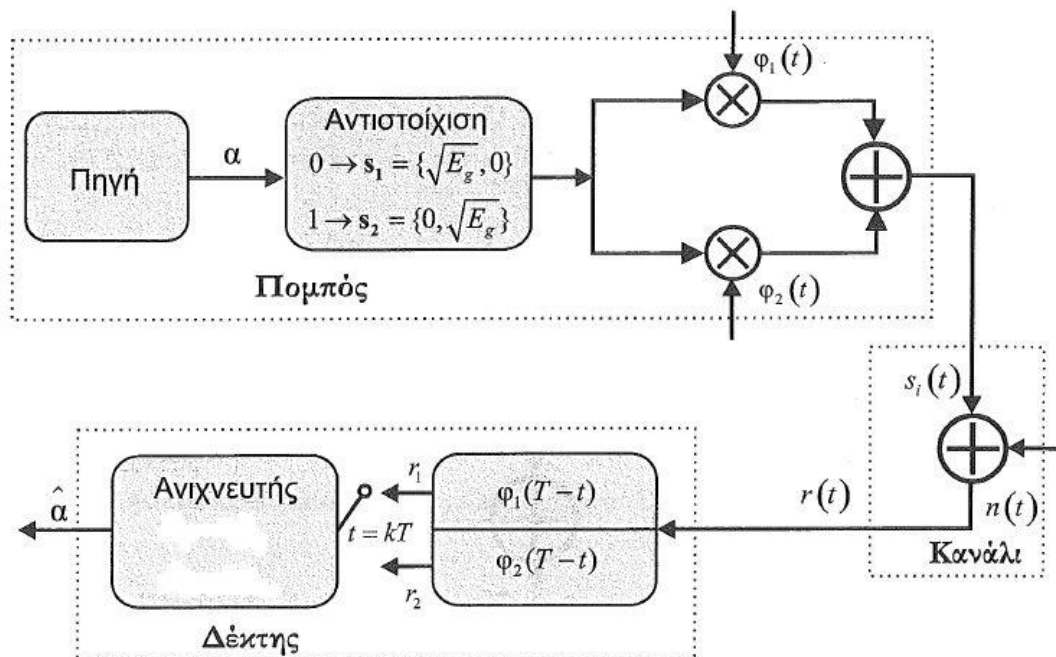 φ₁(t)
Αντιστοίχιση
0 → s₁ = {√E_g, 0}
1 → s₂ = {0, √E_g}
Πηγή
α
Πομπός
φ₂(t)
s_i(t)
n(t)
Κανάλι
r(t)
φ₁(T−t)
φ₂(T−t)
r₁
r₂
t = kT
Ανιχνευτής
α̂
Δέκτης